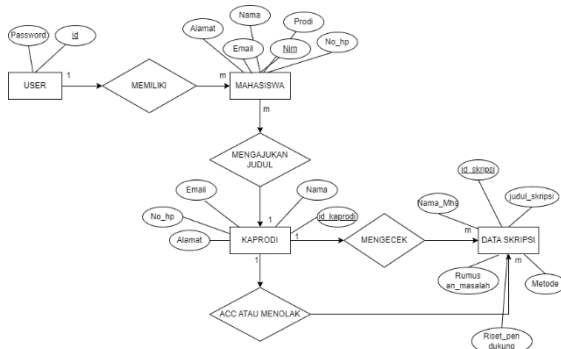 Nama
Prodi
Alamat
Password
id
Email
Nim
No_hp
USER
1
MEMILIKI
m
MAHASISWA
m
MENGAJUKAN
JUDUL
id_skripsi
Email
Nama
judul_skripsi
No_hp
1
id_kaprodi
Nama_Mhs
Alamat
KAPRODI
1
MENGECEK
m
DATA SKRIPSI
1
m
Rumus
an_masalah
Metode
ACC ATAU MENOLAK
Riset_pen
dukung